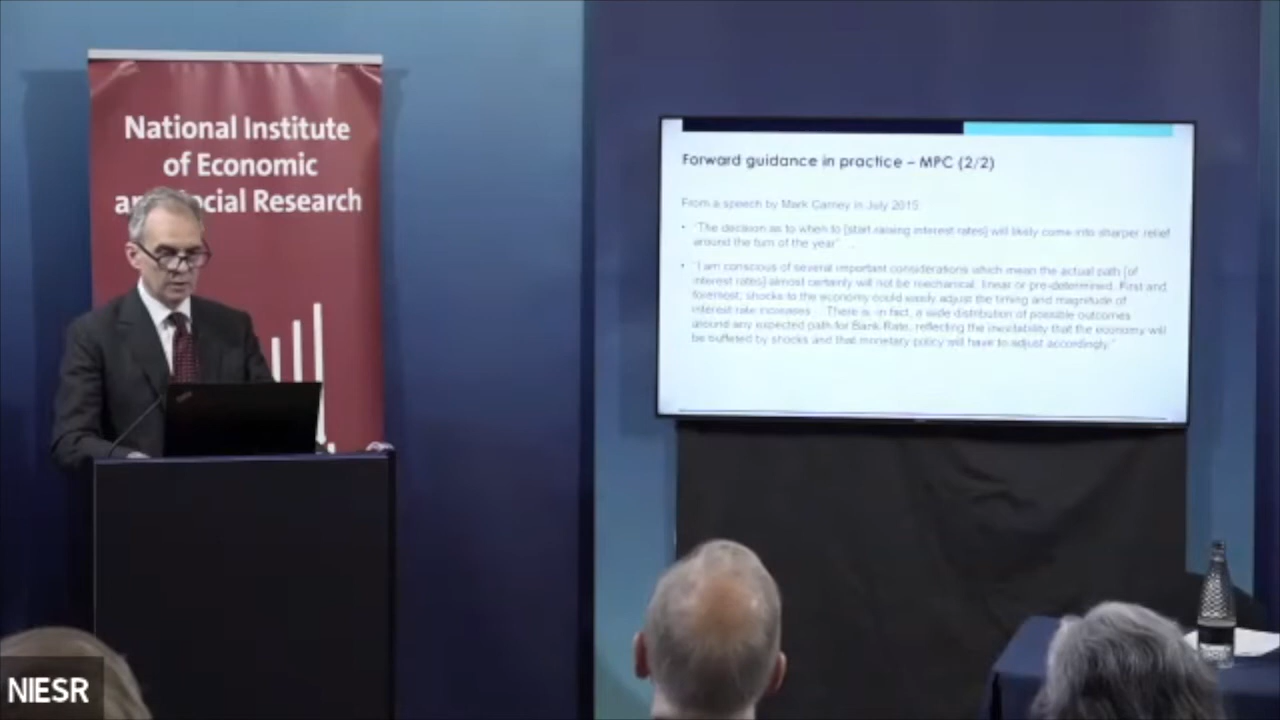 National Institute
of Economic
and Social Research
Forward guidance in practice – MPC (2/2)
From a speech by Mark Carney in July 2015:
• "The decision as to when to [start raising interest rates] will likely come into sharper relief
around the turn of the year" ...
• "I am conscious of several important considerations which mean the actual path [of
interest rates] almost certainly will not be mechanical, linear or pre-determined. First and
foremost, shocks to the economy could easily adjust the timing and magnitude of
interest rate increases ... There is, in fact, a wide distribution of possible outcomes
around any expected path for Bank Rate, reflecting the inevitability that the economy will
be buffeted by shocks and that monetary policy will have to adjust accordingly."
NIESR